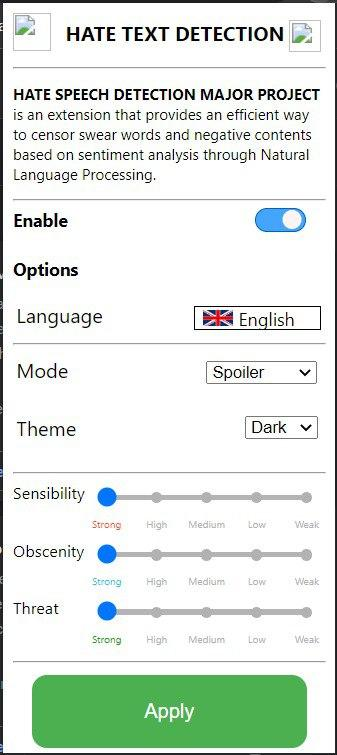 HATE TEXT DETECTION
HATE SPEECH DETECTION MAJOR PROJECT
is an extension that provides an efficient way
to censor swear words and negative contents
based on sentiment analysis through Natural
Language Processing.
Enable
Options
Language English
Mode Spoiler
Theme Dark
Sensibility
Strong High Medium Low Weak
Obscenity
Strong High Medium Low Weak
Threat
Strong High Medium Low Weak
Apply